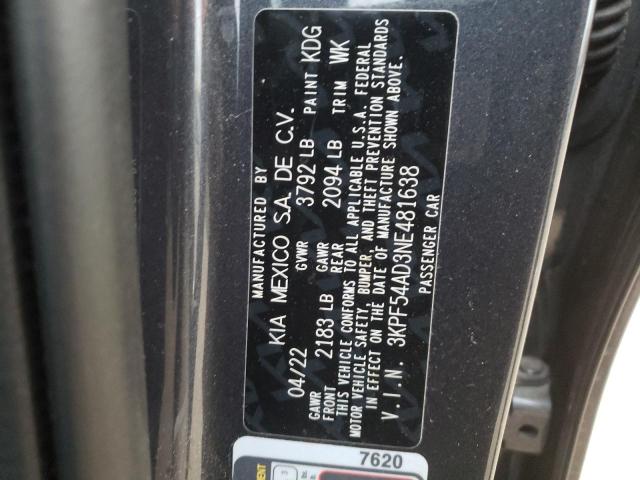 MANUFACTURED BY
KIA MEXICO S.A. DE C.V.
04/22 GVWR 3792 LB PAINT KDG
GAWR FRONT 2183 LB GAWR REAR 2094 LB TRIM WK
THIS VEHICLE CONFORMS TO ALL APPLICABLE U.S.A. FEDERAL
MOTOR VEHICLE SAFETY, BUMPER, AND THEFT PREVENTION STANDARDS
IN EFFECT ON THE DATE OF MANUFACTURE SHOWN ABOVE.
V.I.N. 3KPF54AD3NE481638
PASSENGER CAR
7620